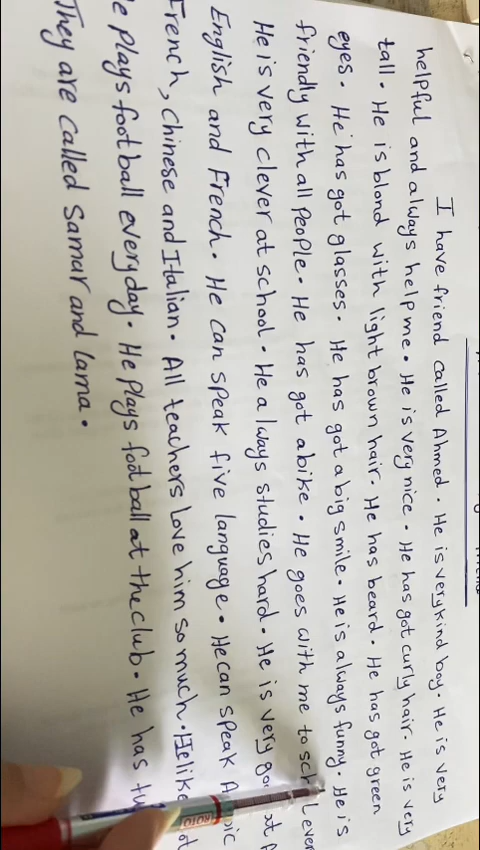 I have friend called Ahmed. He is very kind boy. He is very
helpful and always help me. He is very nice. He has got curly hair. He is very
tall. He is blond with light brown hair. He has beard. He has got green
eyes. He has got glasses. He has got a big smile. He is always funny. He is
friendly with all people. He has got a bike. He goes with me to
He is very clever at school. He always studies hard. He is very at
English and French. He can speak five language. He can speak
French, Chinese and Italian. All teachers Love him so much.
plays football everyday. He plays football at the club. He has
They are called Samar and Lama.
ROTO